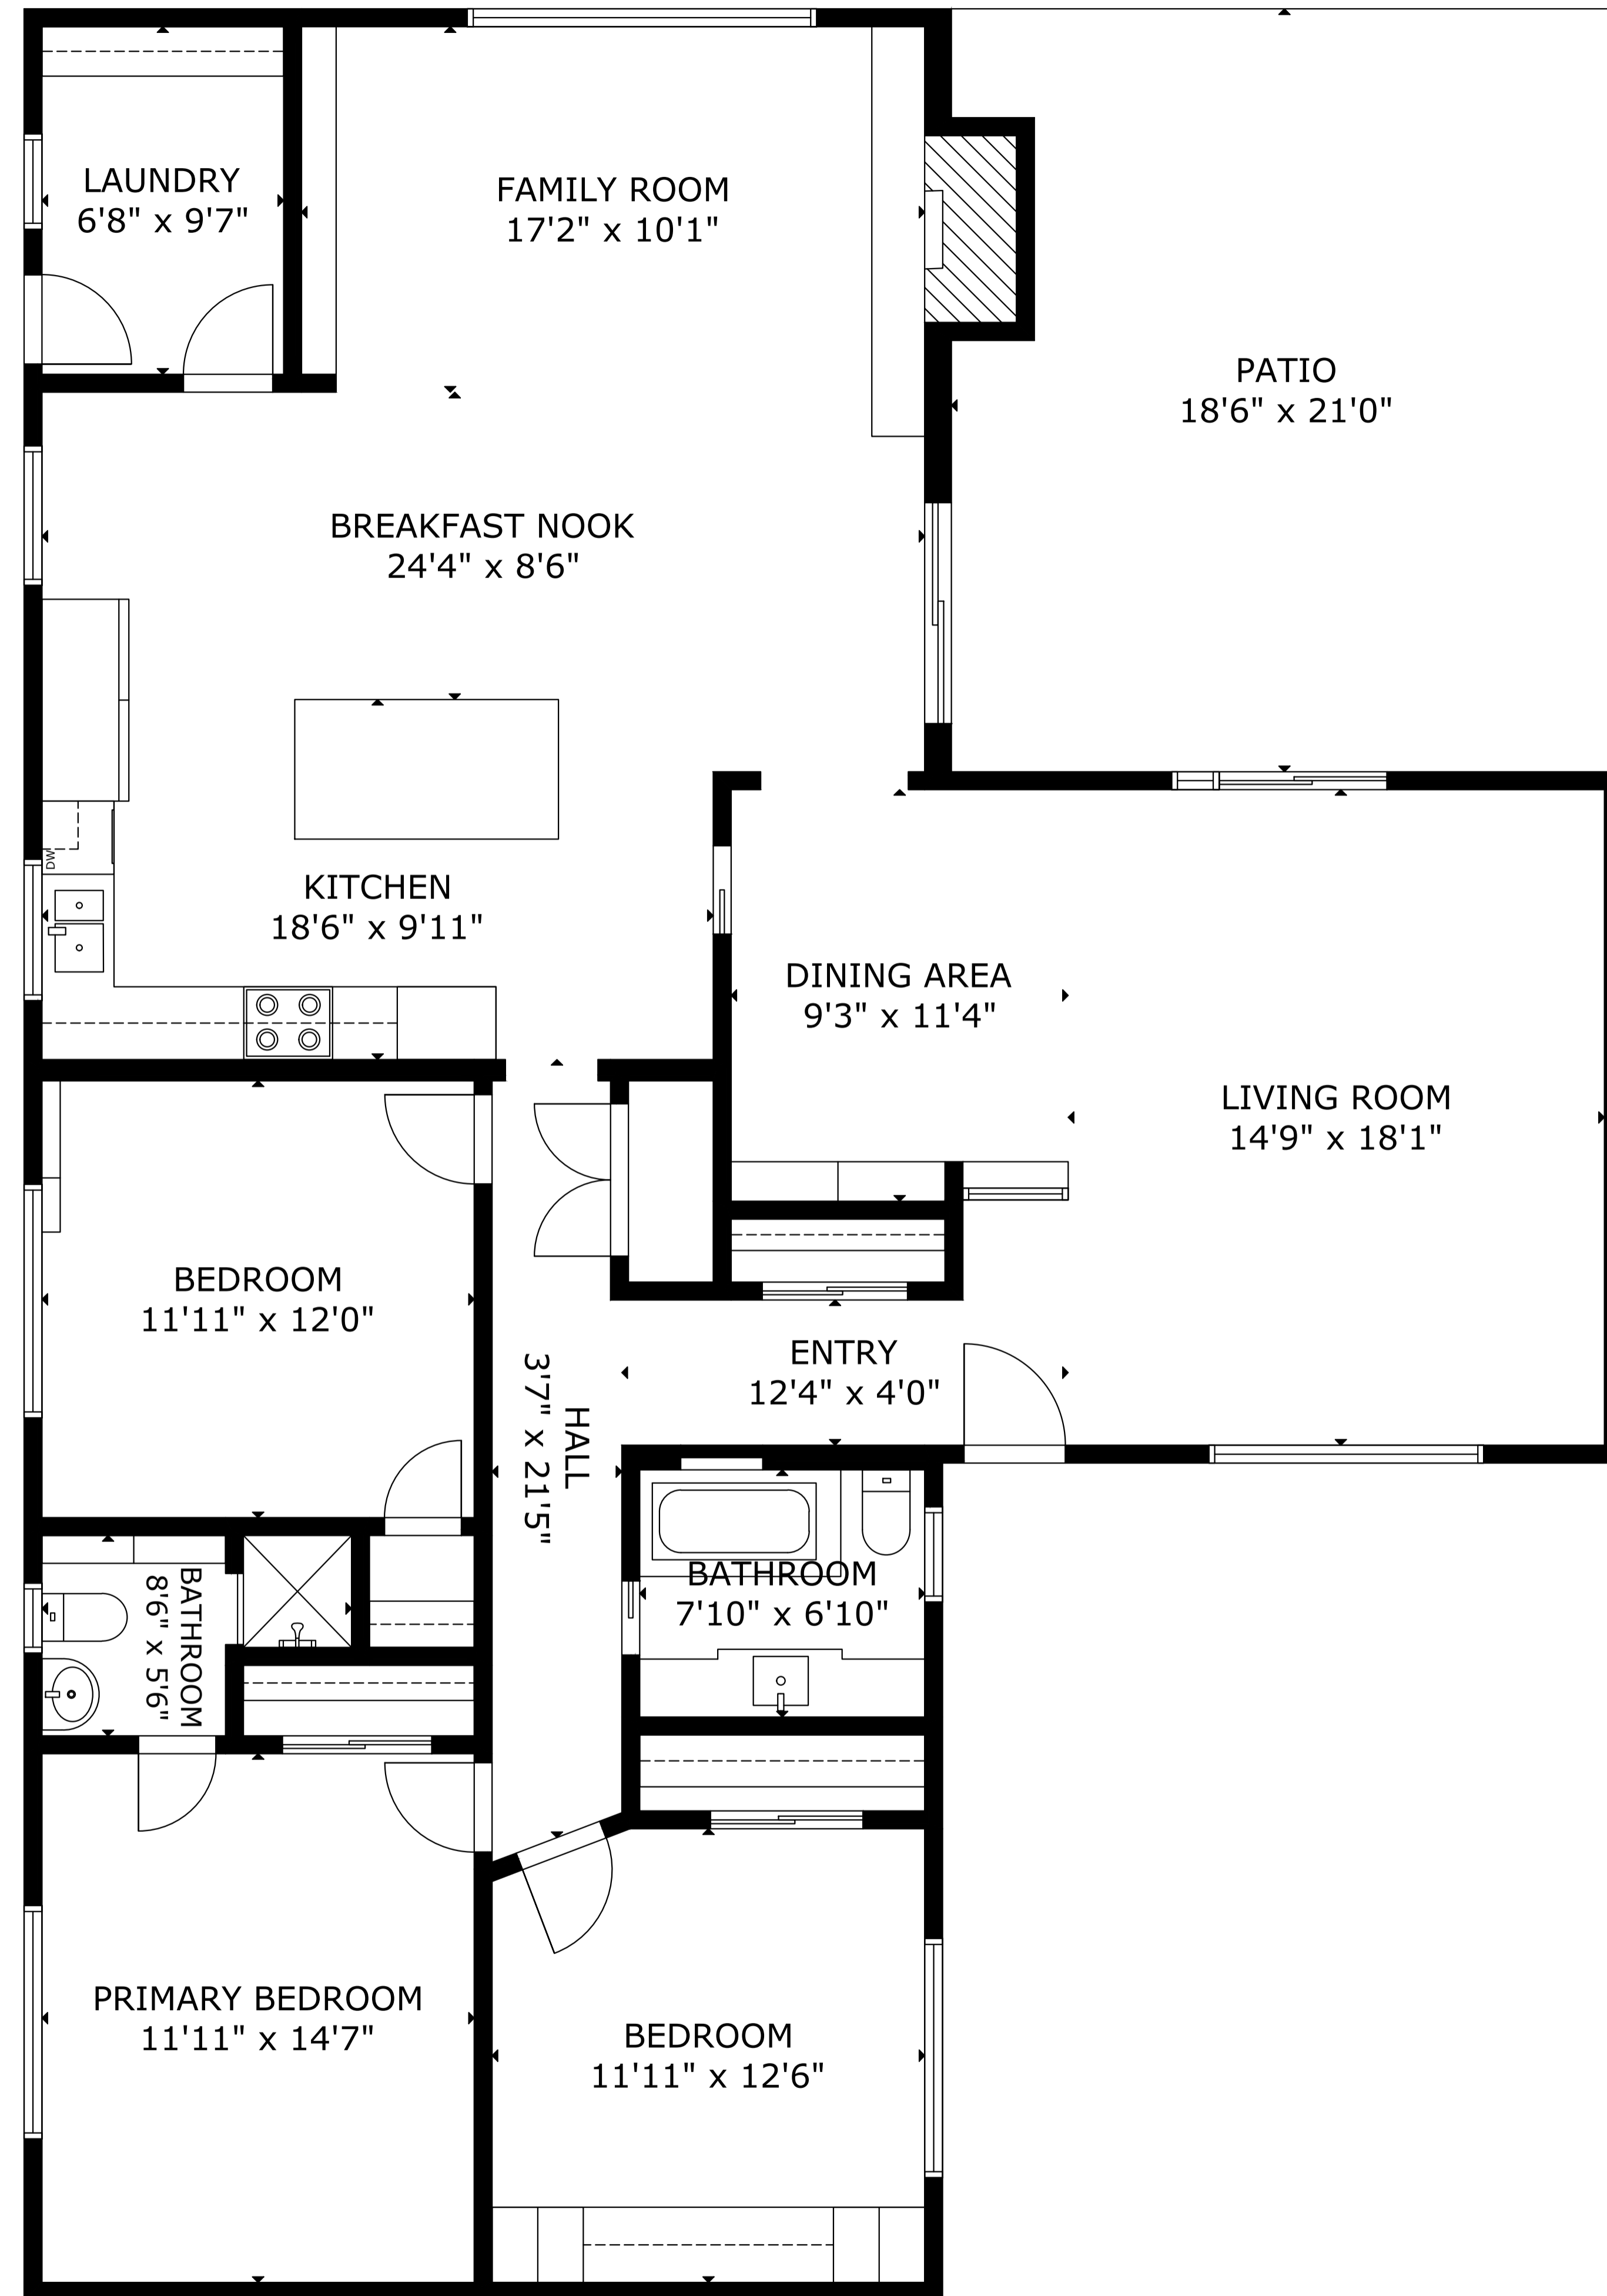 LAUNDRY
6'8" x 9'7"
FAMILY ROOM
17'2" x 10'1"
PATIO
18'6" x 21'0"
BREAKFAST NOOK
24'4" x 8'6"
DW
KITCHEN
18'6" x 9'11"
DINING AREA
9'3" x 11'4"
LIVING ROOM
14'9" x 18'1"
BEDROOM
11'11" x 12'0"
ENTRY
12'4" x 4'0"
HALL
3'7" x 21'5"
BATHROOM
7'10" x 6'10"
BATHROOM
8'6" x 5'6"
PRIMARY BEDROOM
11'11" x 14'7"
BEDROOM
11'11" x 12'6"